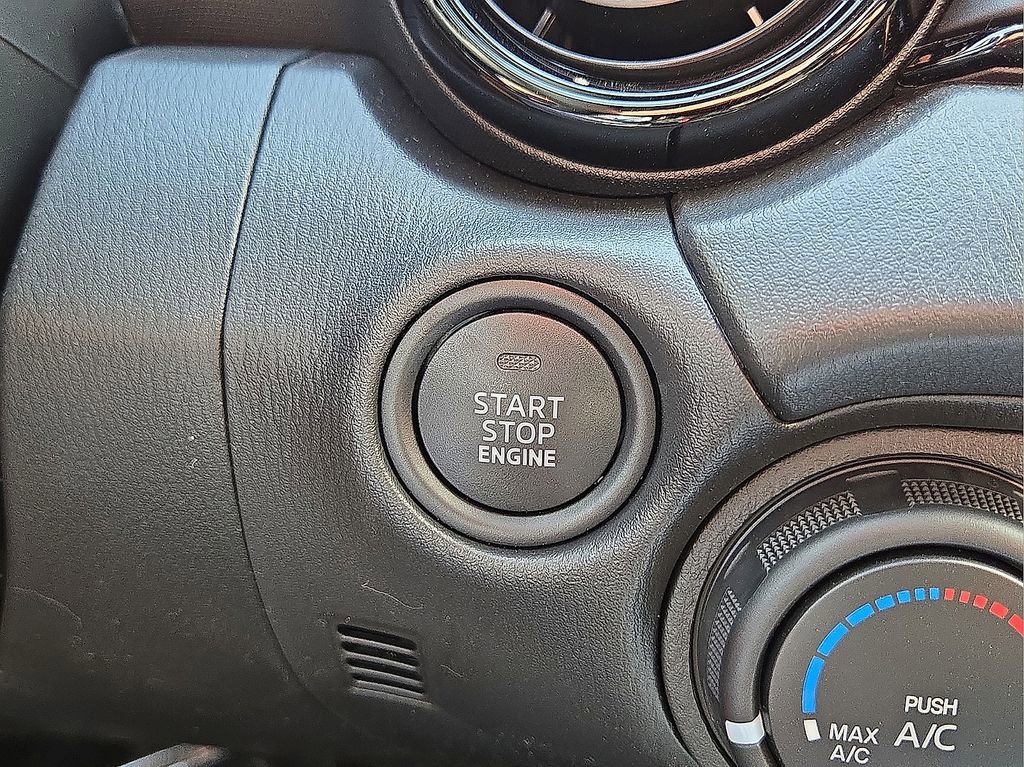 START
STOP
ENGINE
PUSH
A/C
MAX
A/C